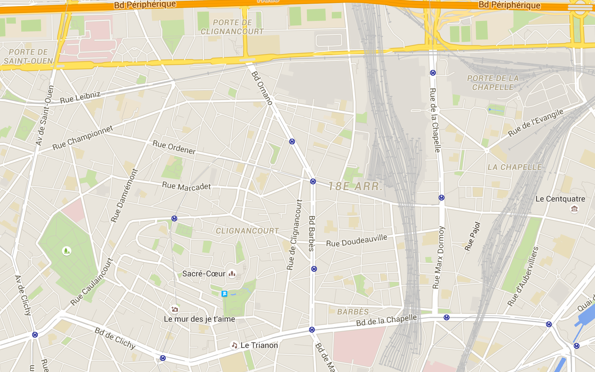 Bd Périphérique
Bd Périphérique
PORTE DE
CLIGNANCOURT
PORTE DE
SAINT-OUEN
PORTE DE LA
CHAPELLE
Bd Ornano
Rue Leibniz
Av de Saint-Ouen
Rue de la Chapelle
Rue de l'Evangile
Rue Championnet
Rue Ordener
LA CHAPELLE
Rue Marcadet
18E ARR.
Rue Damrémont
Le Centquatre
CLIGNANCOURT
Rue de Clignancourt
Bd Barbès
Rue Doudeauville
Rue Marx Dormoy
Rue Pajol
Rue d'Aubervilliers
Sacré-Cœur
Rue Caulaincourt
Av de Clichy
Le mur des je t'aime
BARBÈS
Bd de la Chapelle
Quai d
Bd de Clichy
Le Trianon
Bd de Ma